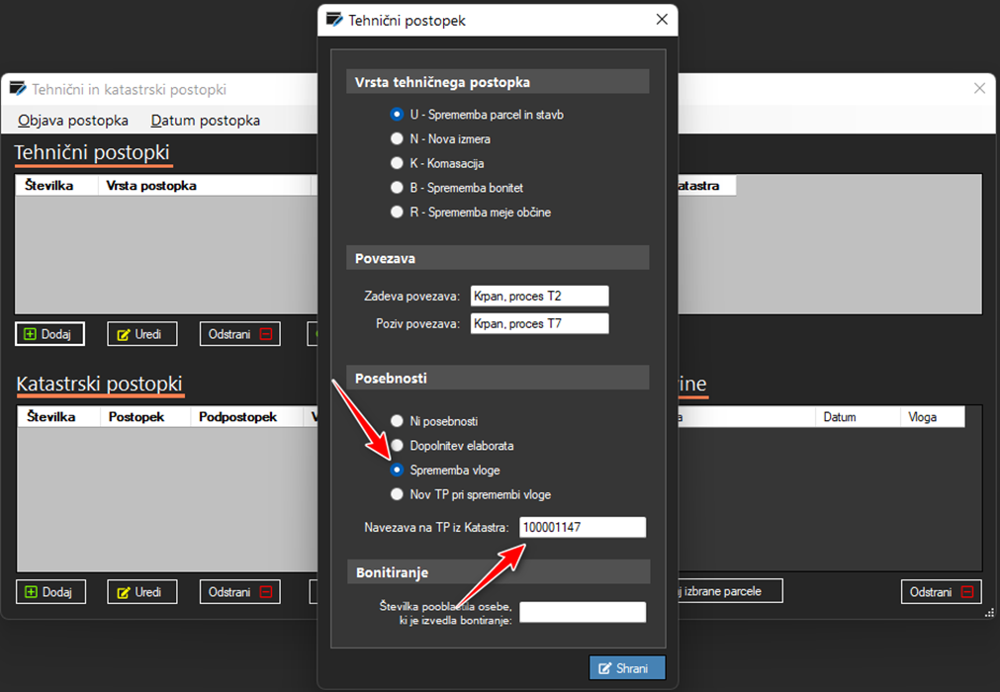 Tehnični postopek
Tehnični in katastrski postopki
Objava postopka Datum postopka
Tehnični postopki
Številka Vrsta postopka
Dodaj Uredi Odstrani
Katastrski postopki
Številka Postopek Podpostopek V
Dodaj Uredi Odstrani
Vrsta tehničnega postopka
U - Sprememba parcel in stavb
N - Nova izmera
K - Komasacija
B - Sprememba bonitet
R - Sprememba meje občine
Povezava
Zadeva povezava: Krpan, proces T2
Poziv povezava: Krpan, proces T7
Posebnosti
Ni posebnosti
Dopolnitev elaborata
Sprememba vloge
Nov TP pri spremembi vloge
Navezava na TP iz Katastra: 100001147
Bonitiranje
Številka pooblastila osebe,
ki je izvedla bontiranje:
Shrani
atastra
ine
a Datum Vloga
j izbrane parcele Odstrani